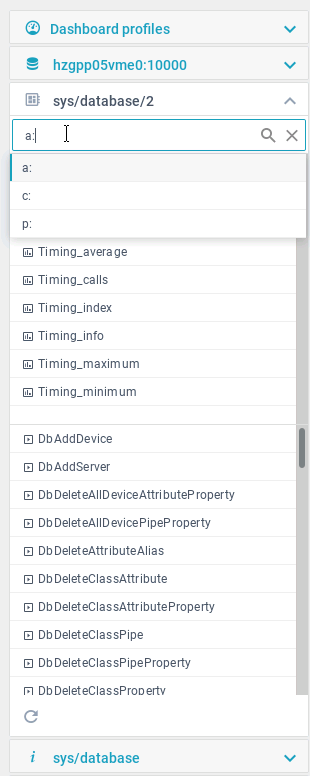 Dashboard profiles
hzgpp05vme0:10000
sys/database/2
a:
a:
c:
p:
Timing_average
Timing_calls
Timing_index
Timing_info
Timing_maximum
Timing_minimum
DbAddDevice
DbAddServer
DbDeleteAllDeviceAttributeProperty
DbDeleteAllDevicePipeProperty
DbDeleteAttributeAlias
DbDeleteClassAttribute
DbDeleteClassAttributeProperty
DbDeleteClassPipe
DbDeleteClassPipeProperty
DbDeleteClassProperty
i sys/database